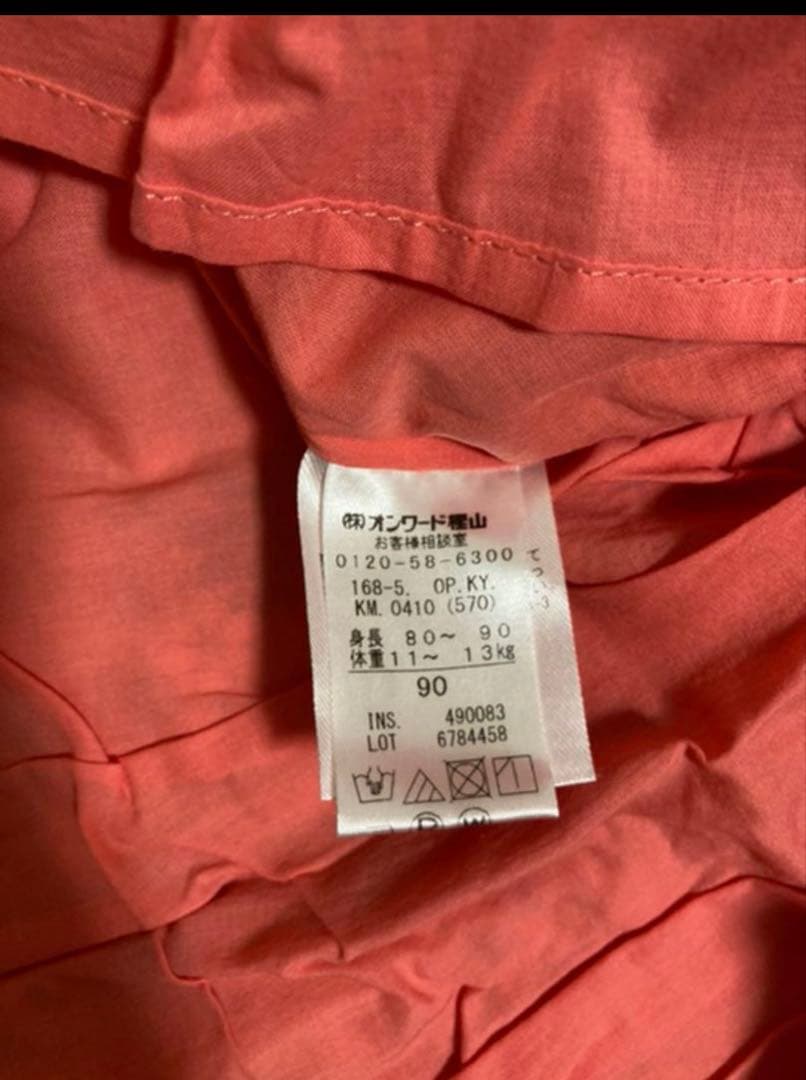 (株)オンワード樫山
お客様相談室
0120-58-6300
168-5. OP.KY.
KM.0410 (570)
身長 80〜 90
体重11〜 13kg
90
INS. 490083
LOT 6784458
P W